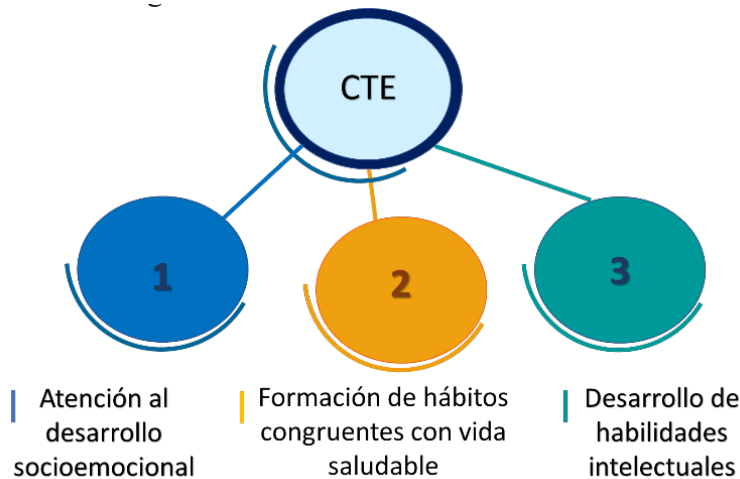 CTE
1
2
3
Atención al
desarrollo
socioemocional
Formación de hábitos
congruentes con vida
saludable
Desarrollo de
habilidades
intelectuales